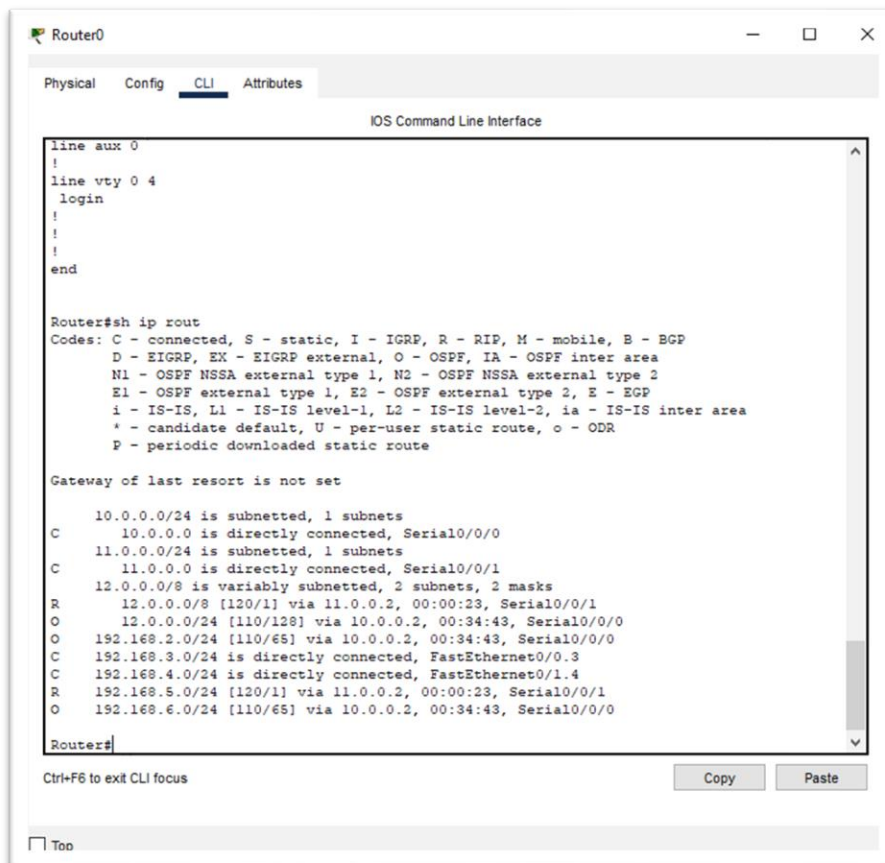 Router0
Physical Config CLI Attributes
IOS Command Line Interface
line aux 0
!
line vty 0 4
 login
!
!
!
end
Router#sh ip rout
Codes: C - connected, S - static, I - IGRP, R - RIP, M - mobile, B - BGP
       D - EIGRP, EX - EIGRP external, O - OSPF, IA - OSPF inter area
       N1 - OSPF NSSA external type 1, N2 - OSPF NSSA external type 2
       E1 - OSPF external type 1, E2 - OSPF external type 2, E - EGP
       i - IS-IS, L1 - IS-IS level-1, L2 - IS-IS level-2, ia - IS-IS inter area
       * - candidate default, U - per-user static route, o - ODR
       P - periodic downloaded static route
Gateway of last resort is not set
     10.0.0.0/24 is subnetted, 1 subnets
C       10.0.0.0 is directly connected, Serial0/0/0
     11.0.0.0/24 is subnetted, 1 subnets
C       11.0.0.0 is directly connected, Serial0/0/1
     12.0.0.0/8 is variably subnetted, 2 subnets, 2 masks
R       12.0.0.0/8 [120/1] via 11.0.0.2, 00:00:23, Serial0/0/1
O       12.0.0.0/24 [110/128] via 10.0.0.2, 00:34:43, Serial0/0/0
O    192.168.2.0/24 [110/65] via 10.0.0.2, 00:34:43, Serial0/0/0
C    192.168.3.0/24 is directly connected, FastEthernet0/0.3
C    192.168.4.0/24 is directly connected, FastEthernet0/1.4
R    192.168.5.0/24 [120/1] via 11.0.0.2, 00:00:23, Serial0/0/1
O    192.168.6.0/24 [110/65] via 10.0.0.2, 00:34:43, Serial0/0/0
Router#
Ctrl+F6 to exit CLI focus Copy Paste
Top